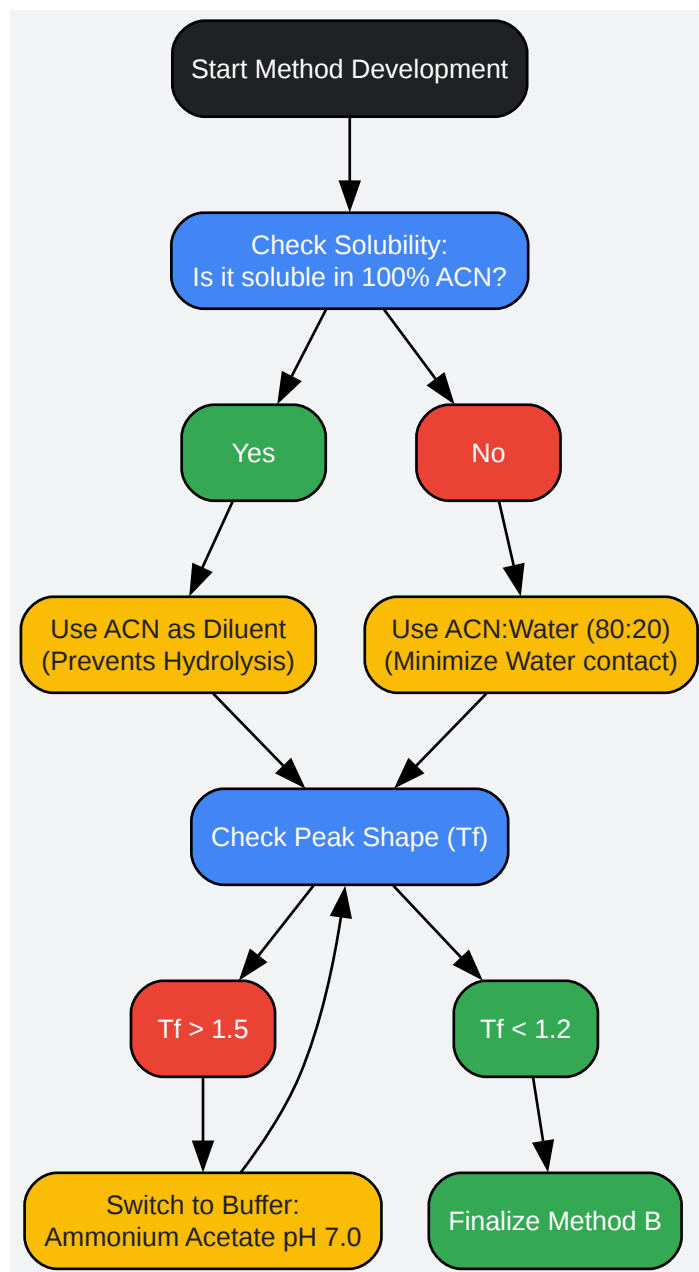 Start Method Development
Check Solubility:
Is it soluble in 100% ACN?
Yes
No
Use ACN as Diluent
(Prevents Hydrolysis)
Use ACN:Water (80:20)
(Minimize Water contact)
Check Peak Shape (Tf)
Tf > 1.5
Tf < 1.2
Switch to Buffer:
Ammonium Acetate pH 7.0
Finalize Method B